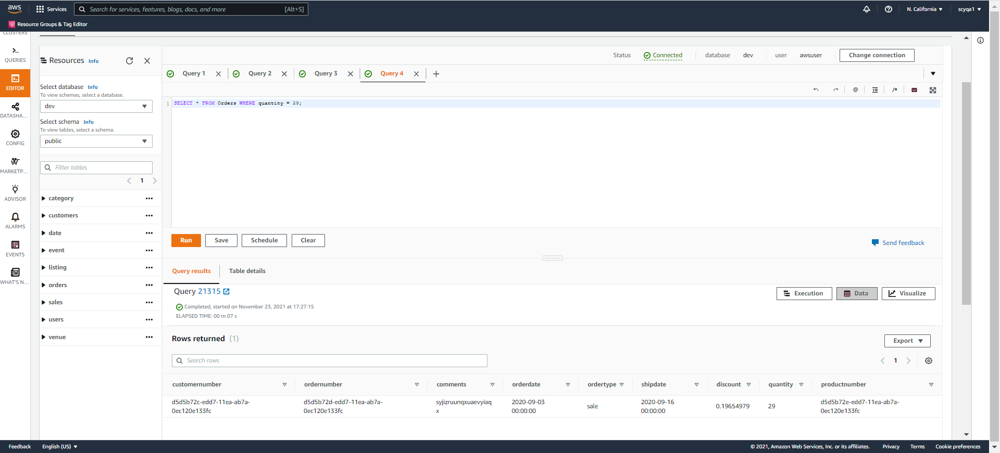 aws
Services
Search for services, features, blogs, docs, and more
[Alt+S]
N. California
scyqa1
Resource Groups & Tag Editor
CLUSTERS
QUERIES
EDITOR
DATASHA...
CONFIG
MARKETP...
ADVISOR
ALARMS
EVENTS
WHAT'S N...
Resources Info
Select database Info
To view schemas, select a database.
dev
Select schema Info
To view tables, select a schema.
public
Filter tables
1
category
customers
date
event
listing
orders
sales
users
venue
Status Connected database dev user awsuser Change connection
Query 1 Query 2 Query 3 Query 4
@ /*
1 SELECT * FROM Orders WHERE quantity = 29;
Run Save Schedule Clear
Send feedback
Query results Table details
Query 21315
Execution Data Visualize
Completed, started on November 23, 2021 at 17:27:15
ELAPSED TIME: 00 m 07 s
Rows returned (1)
Export
Search rows
1
customernumber ordernumber comments orderdate ordertype shipdate discount quantity productnumber
d5d5b72c-edd7-11ea-ab7a- d5d5b72d-edd7-11ea-ab7a- syjizruunqxuaevyiaq 2020-09-03 sale 2020-09-16 0.19654979 29 d5d5b72e-edd7-11ea-ab7a-
0ec120e133fc 0ec120e133fc x 00:00:00 00:00:00 0ec120e133fc
Feedback English (US)
© 2021, Amazon Web Services, Inc. or its affiliates. Privacy Terms Cookie preferences